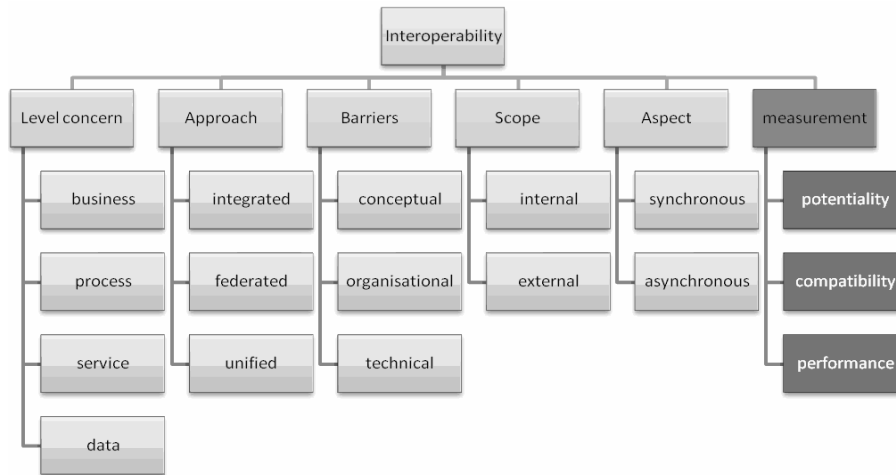 Interoperability
Level concern
Approach
Barriers
Scope
Aspect
measurement
business
integrated
conceptual
internal
synchronous
potentiality
process
federated
organisational
external
asynchronous
compatibility
service
unified
technical
performance
data